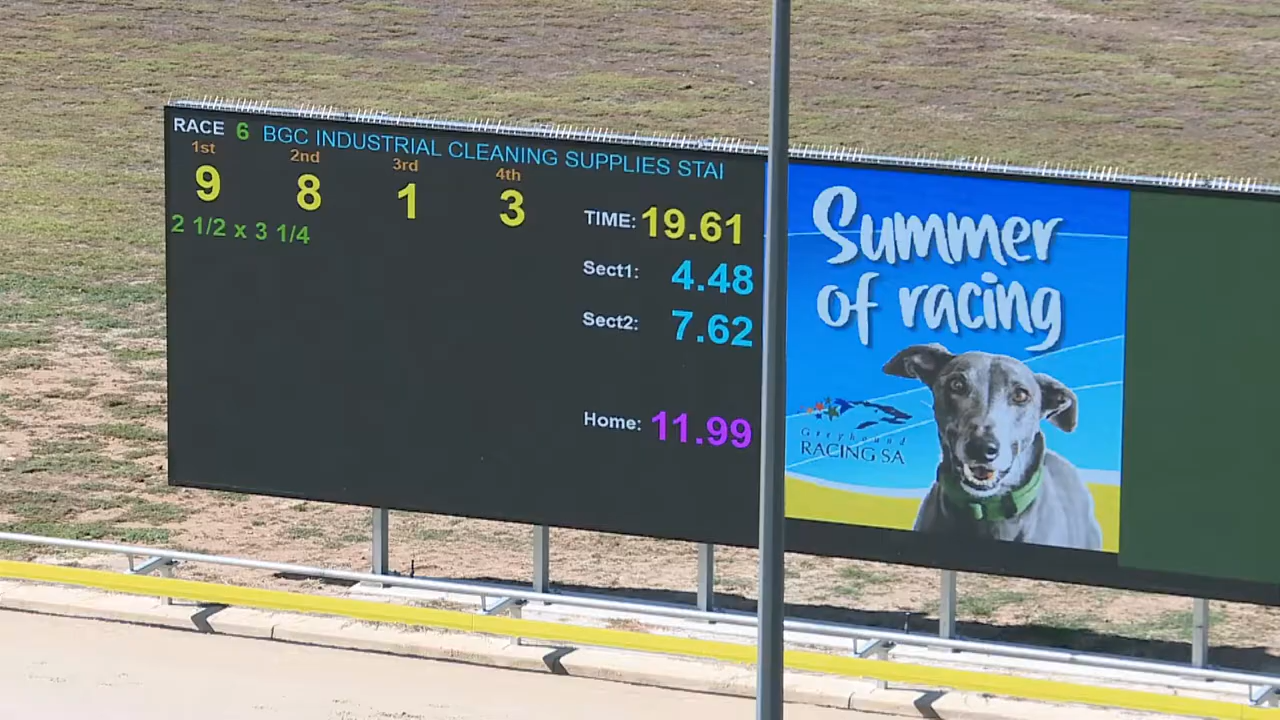 RACE 6 BGC INDUSTRIAL CLEANING SUPPLIES STAI
1st 2nd 3rd 4th
9 8 1 3
2 1/2 x 3 1/4
TIME: 19.61
Sect1: 4.48
Sect2: 7.62
Home: 11.99
Summer
of racing
Greyhound
RACING SA